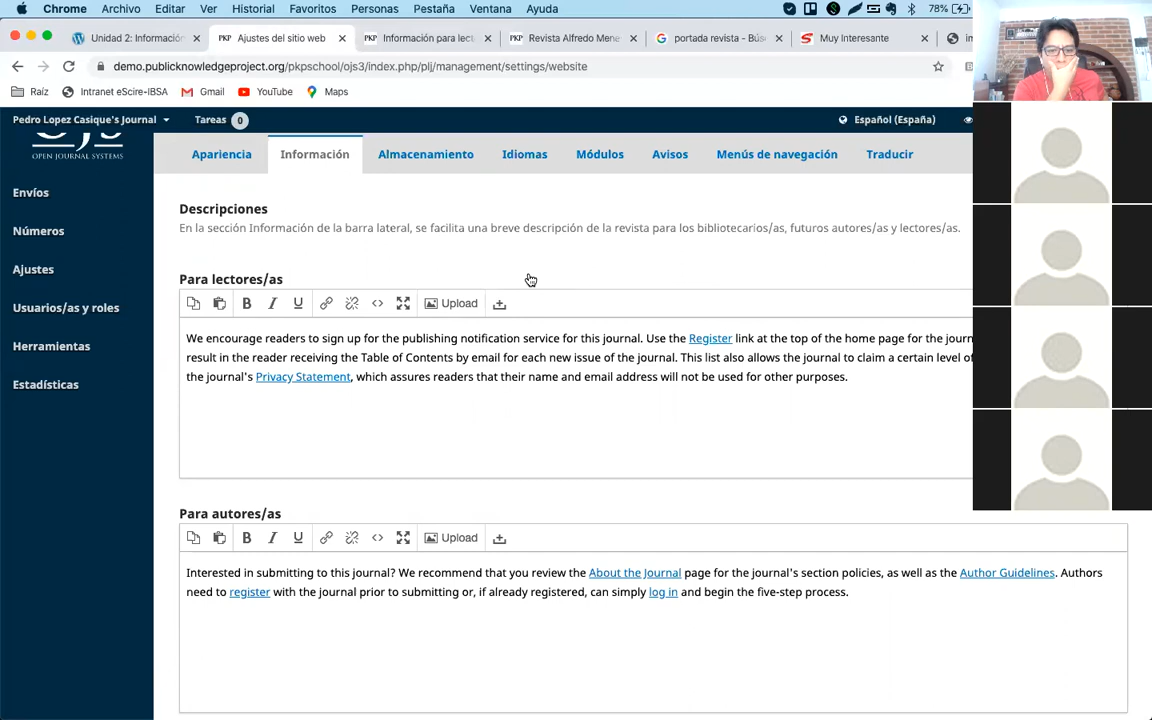 Chrome Archivo Editar Ver Historial Favoritos Personas Pestaña Ventana Ayuda 78%
Unidad 2: Informació Ajustes del sitio web Información para lect Revista Alfredo Mene portada revista - Bús Muy Interesante im
demo.publicknowledgeproject.org/pkpschool/ojs3/index.php/plj/management/settings/website
Raíz Intranet eScire-IBSA Gmail YouTube Maps
Pedro Lopez Casique's Journal Tareas 0 Español (España)
OPEN JOURNAL SYSTEMS
Apariencia Información Almacenamiento Idiomas Módulos Avisos Menús de navegación Traducir
Envíos
Números
Ajustes
Usuarios/as y roles
Herramientas
Estadísticas
Descripciones
En la sección Información de la barra lateral, se facilita una breve descripción de la revista para los bibliotecarios/as, futuros autores/as y lectores/as.
Para lectores/as
B I U Upload
We encourage readers to sign up for the publishing notification service for this journal. Use the Register link at the top of the home page for the journ
result in the reader receiving the Table of Contents by email for each new issue of the journal. This list also allows the journal to claim a certain level of
the journal's Privacy Statement, which assures readers that their name and email address will not be used for other purposes.
Para autores/as
B I U Upload
Interested in submitting to this journal? We recommend that you review the About the Journal page for the journal's section policies, as well as the Author Guidelines. Authors
need to register with the journal prior to submitting or, if already registered, can simply log in and begin the five-step process.